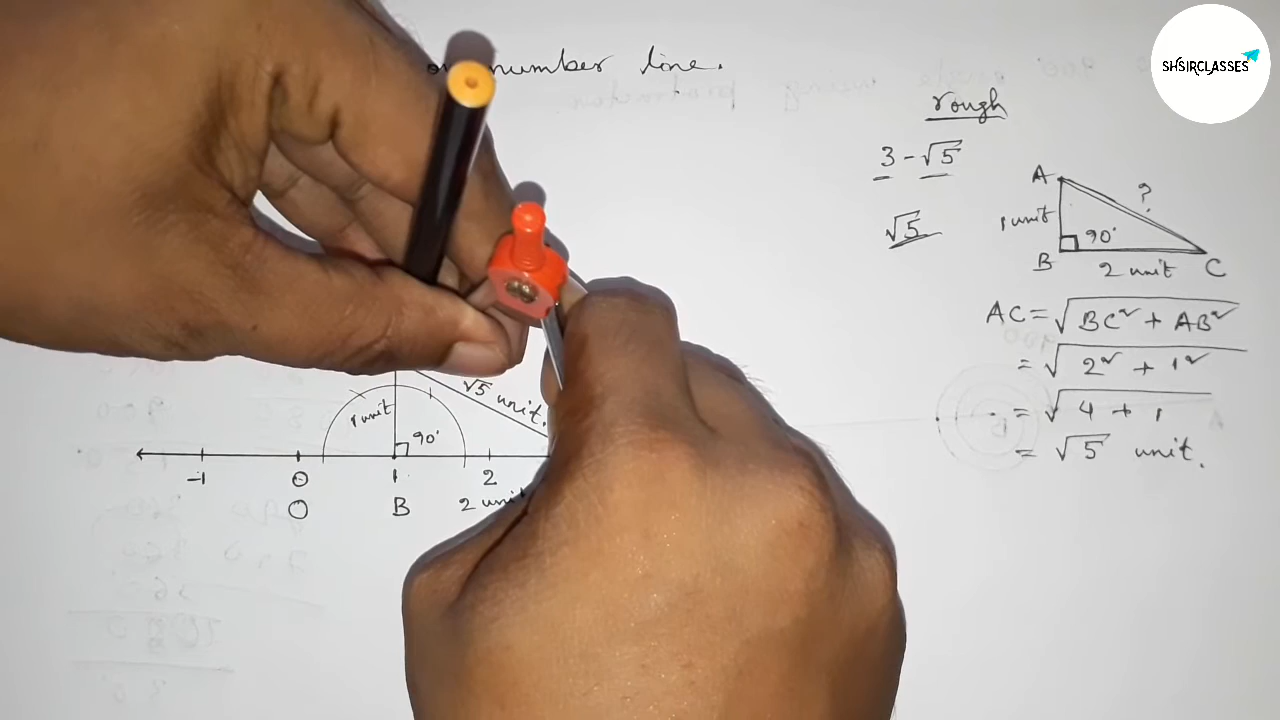 on number line.
SHSIRCLASSES
rough
3 - √5
√5
A
1 unit
?
90°
B
2 unit
C
AC = √BC² + AB²
= √2² + 1²
= √4 + 1
= √5 unit.
√5 unit.
1 unit
90°
-1 0 1 2
O B 2 unit